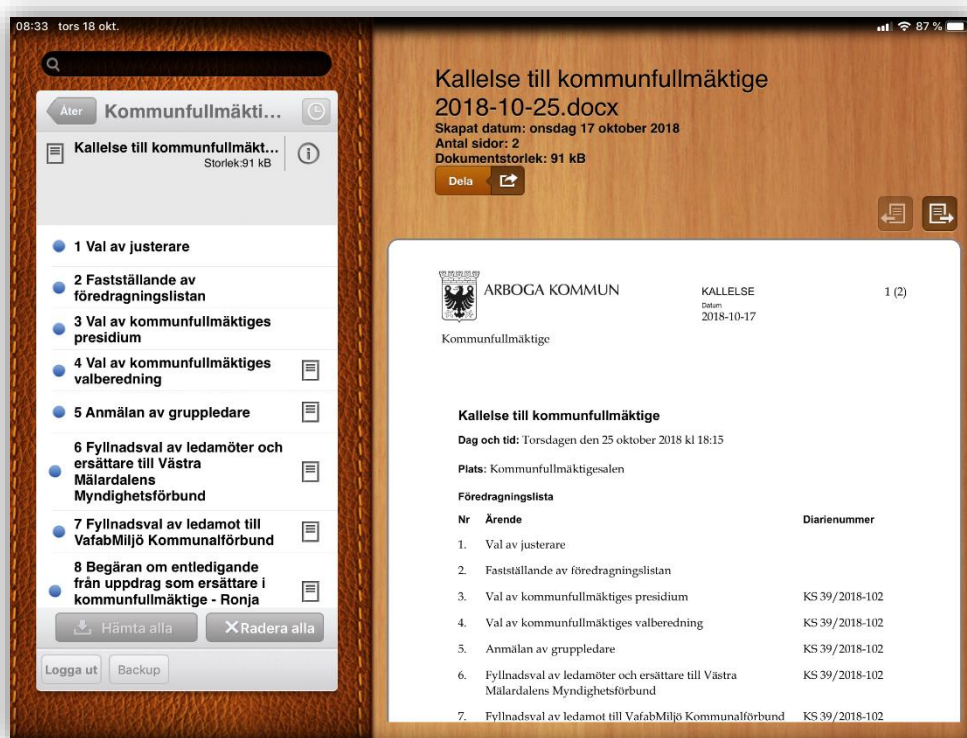 08:33 tors 18 okt.
87 %
Åter
Kommunfullmäkti...
Kallelse till kommunfullmäkt...
Storlek:91 kB
1 Val av justerare
2 Fastställande av
föredragningslistan
3 Val av kommunfullmäktiges
presidium
4 Val av kommunfullmäktiges
valberedning
5 Anmälan av gruppledare
6 Fyllnadsval av ledamöter och
ersättare till Västra
Mälardalens
Myndighetsförbund
7 Fyllnadsval av ledamot till
VafabMiljö Kommunalförbund
8 Begäran om entledigande
från uppdrag som ersättare i
kommunfullmäktige - Ronja
Hämta alla
Radera alla
Logga ut
Backup
Kallelse till kommunfullmäktige
2018-10-25.docx
Skapat datum: onsdag 17 oktober 2018
Antal sidor: 2
Dokumentstorlek: 91 kB
Dela
ARBOGA KOMMUN
KALLELSE
1 (2)
Datum
2018-10-17
Kommunfullmäktige
Kallelse till kommunfullmäktige
Dag och tid: Torsdagen den 25 oktober 2018 kl 18:15
Plats: Kommunfullmäktigesalen
Föredragningslista
Nr Ärende Diarienummer
1. Val av justerare
2. Fastställande av föredragningslistan
3. Val av kommunfullmäktiges presidium KS 39/2018-102
4. Val av kommunfullmäktiges valberedning KS 39/2018-102
5. Anmälan av gruppledare KS 39/2018-102
6. Fyllnadsval av ledamöter och ersättare till Västra KS 39/2018-102
Mälardalens Myndighetsförbund
7. Fyllnadsval av ledamot till VafabMiljö Kommunalförbund KS 39/2018-102